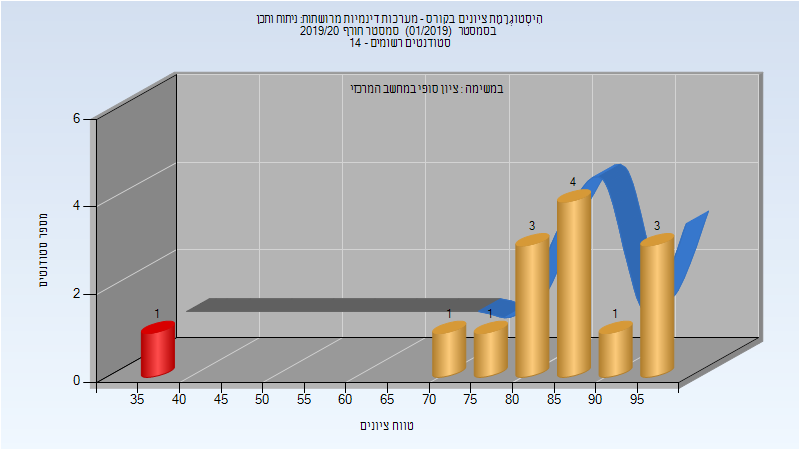 היסטוגרמת ציונים בקורס - מערכות דינמיות מרושתות: ניתוח ותכן
בסמסטר (01/2019) סמסטר חורף 2019/20
סטודנטים רשומים - 14
במשימה : ציון סופי במחשב המרכזי
מספר סטודנטים
6
4
2
0
1
1
1
3
4
1
3
35 40 45 50 55 60 65 70 75 80 85 90 95
טווח ציונים